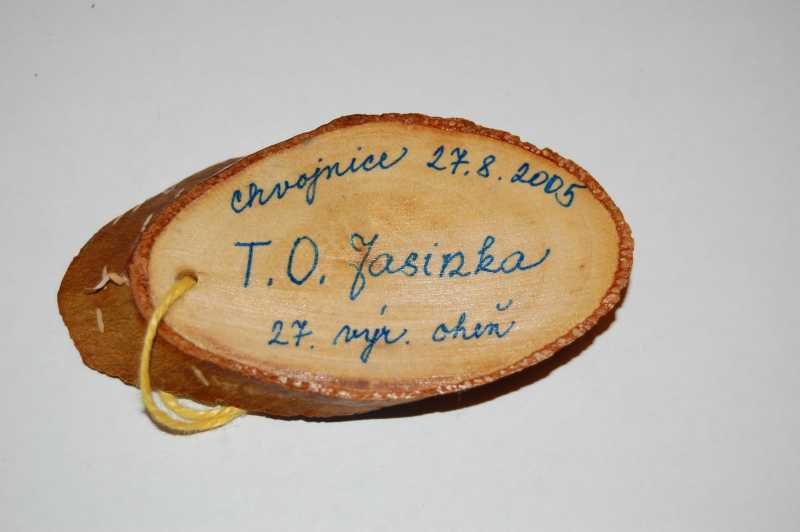 chvojnice 27.8.2005
T.O. Jasinka
27. výr. oheň